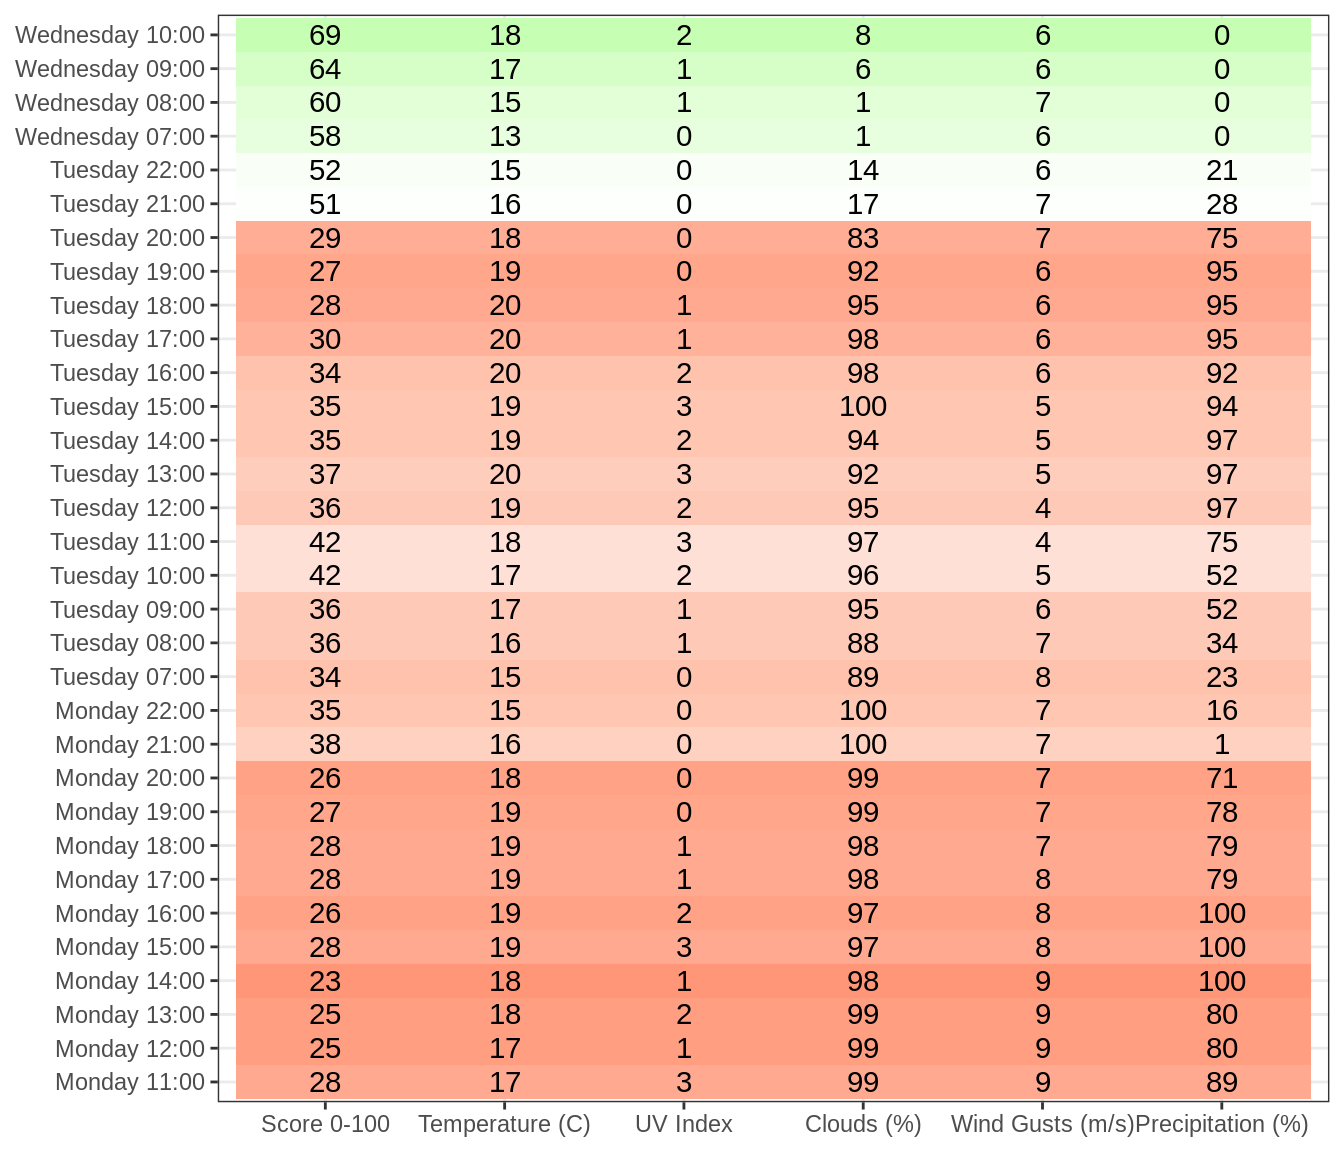 Wednesday 10:00 69 18 2 8 6 0
Wednesday 09:00 64 17 1 6 6 0
Wednesday 08:00 60 15 1 1 7 0
Wednesday 07:00 58 13 0 1 6 0
Tuesday 22:00 52 15 0 14 6 21
Tuesday 21:00 51 16 0 17 7 28
Tuesday 20:00 29 18 0 83 7 75
Tuesday 19:00 27 19 0 92 6 95
Tuesday 18:00 28 20 1 95 6 95
Tuesday 17:00 30 20 1 98 6 95
Tuesday 16:00 34 20 2 98 6 92
Tuesday 15:00 35 19 3 100 5 94
Tuesday 14:00 35 19 2 94 5 97
Tuesday 13:00 37 20 3 92 5 97
Tuesday 12:00 36 19 2 95 4 97
Tuesday 11:00 42 18 3 97 4 75
Tuesday 10:00 42 17 2 96 5 52
Tuesday 09:00 36 17 1 95 6 52
Tuesday 08:00 36 16 1 88 7 34
Tuesday 07:00 34 15 0 89 8 23
Monday 22:00 35 15 0 100 7 16
Monday 21:00 38 16 0 100 7 1
Monday 20:00 26 18 0 99 7 71
Monday 19:00 27 19 0 99 7 78
Monday 18:00 28 19 1 98 7 79
Monday 17:00 28 19 1 98 8 79
Monday 16:00 26 19 2 97 8 100
Monday 15:00 28 19 3 97 8 100
Monday 14:00 23 18 1 98 9 100
Monday 13:00 25 18 2 99 9 80
Monday 12:00 25 17 1 99 9 80
Monday 11:00 28 17 3 99 9 89
Score 0-100 Temperature (C) UV Index Clouds (%) Wind Gusts (m/s) Precipitation (%)